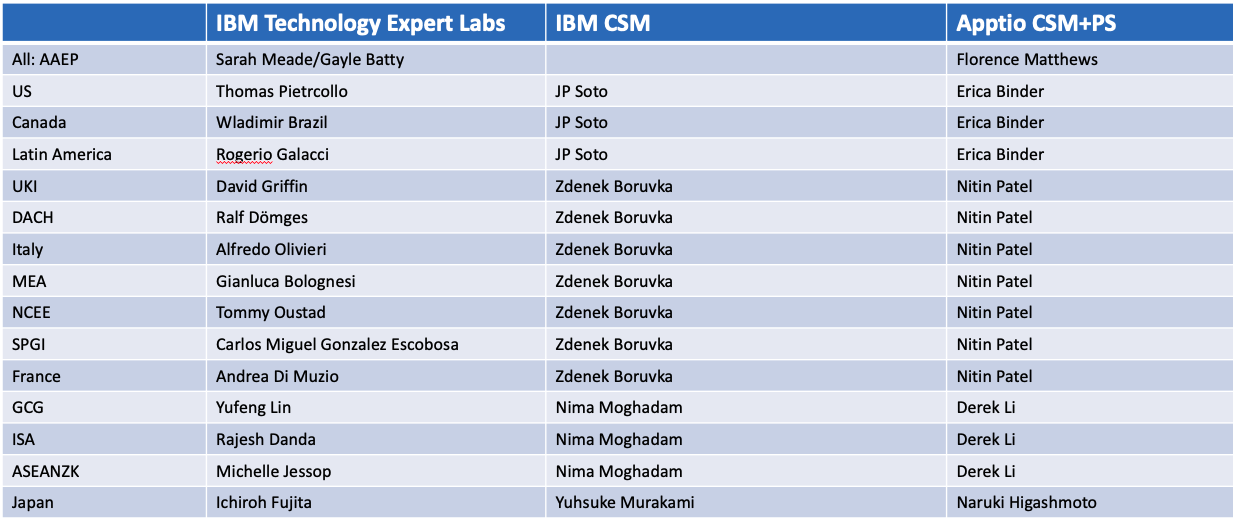 IBM Technology Expert Labs IBM CSM Apptio CSM+PS
All: AAEP Sarah Meade/Gayle Batty Florence Matthews
US Thomas Pietrcollo JP Soto Erica Binder
Canada Wladimir Brazil JP Soto Erica Binder
Latin America Rogerio Galacci JP Soto Erica Binder
UKI David Griffin Zdenek Boruvka Nitin Patel
DACH Ralf Dömges Zdenek Boruvka Nitin Patel
Italy Alfredo Olivieri Zdenek Boruvka Nitin Patel
MEA Gianluca Bolognesi Zdenek Boruvka Nitin Patel
NCEE Tommy Oustad Zdenek Boruvka Nitin Patel
SPGI Carlos Miguel Gonzalez Escobosa Zdenek Boruvka Nitin Patel
France Andrea Di Muzio Zdenek Boruvka Nitin Patel
GCG Yufeng Lin Nima Moghadam Derek Li
ISA Rajesh Danda Nima Moghadam Derek Li
ASEANZK Michelle Jessop Nima Moghadam Derek Li
Japan Ichiroh Fujita Yuhsuke Murakami Naruki Higashmoto